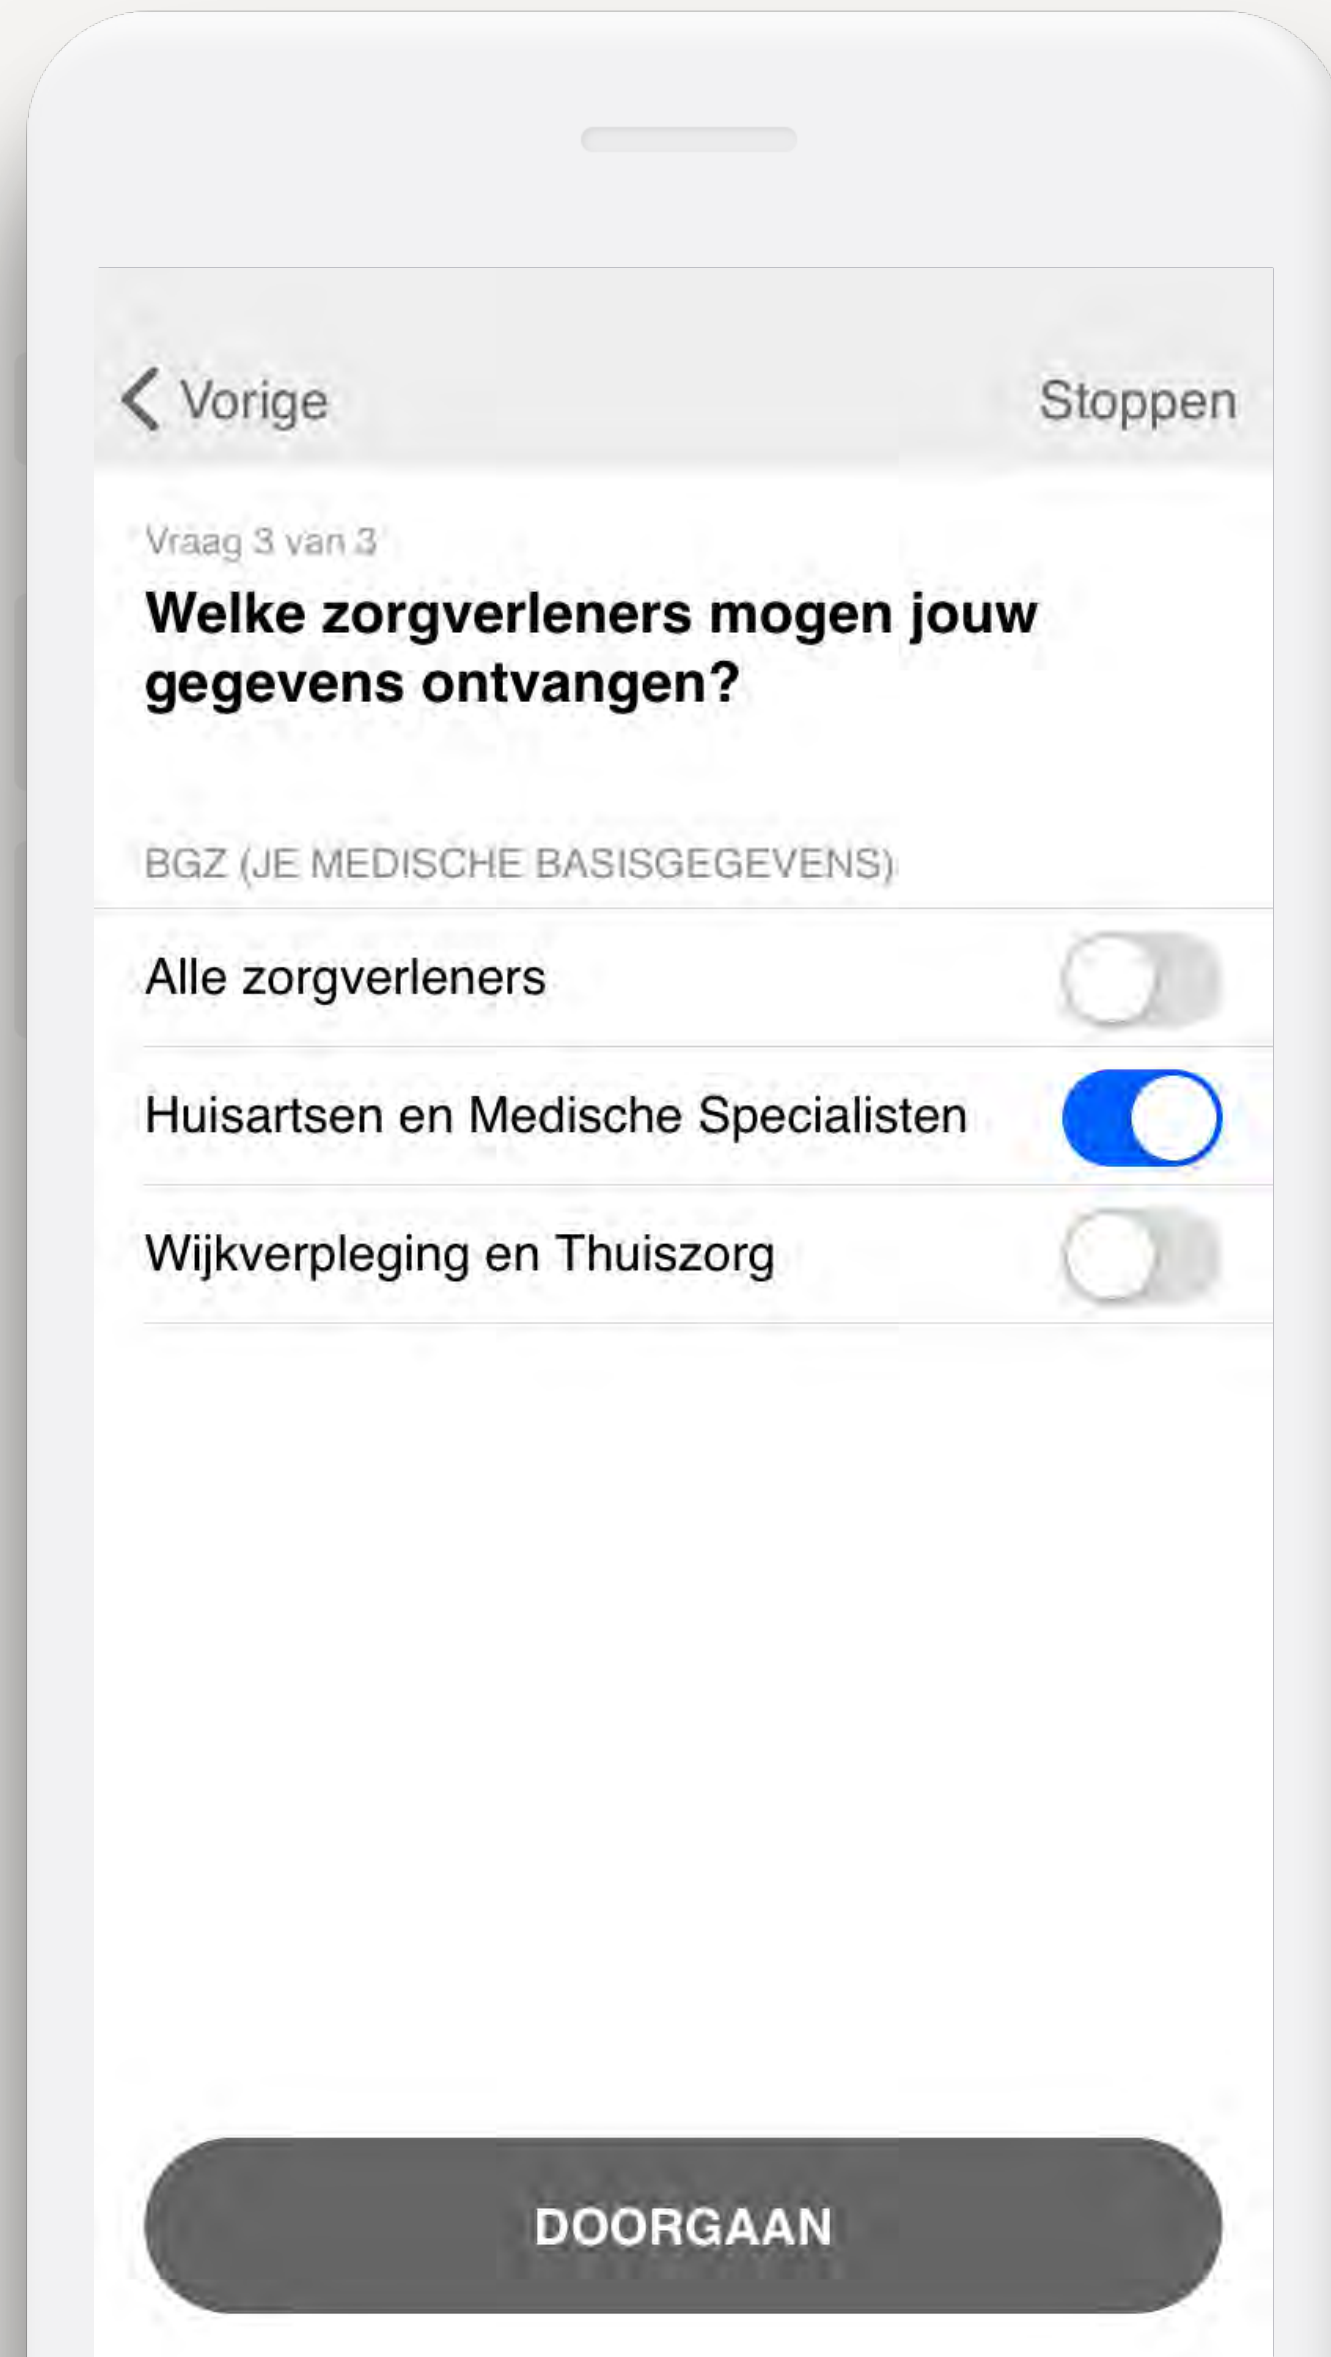 Vorige
Stoppen
Vraag 3 van 3
Welke zorgverleners mogen jouw
gegevens ontvangen?
BGZ (JE MEDISCHE BASISGEGEVENS)
Alle zorgverleners
Huisartsen en Medische Specialisten
Wijkverpleging en Thuiszorg
DOORGAAN